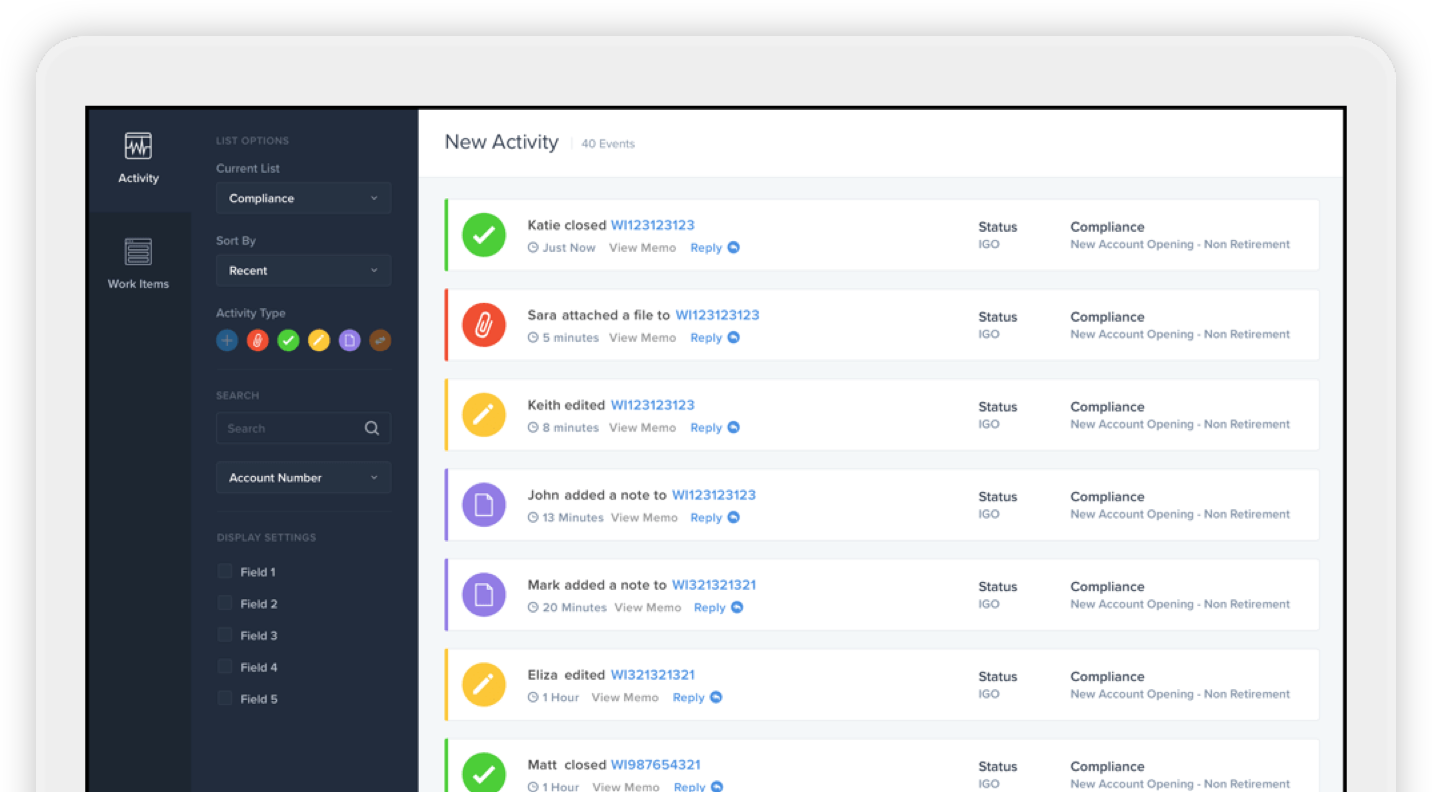 Activity
Work Items
LIST OPTIONS
Current List
Compliance
Sort By
Recent
Activity Type
SEARCH
Search
Account Number
DISPLAY SETTINGS
Field 1
Field 2
Field 3
Field 4
Field 5
New Activity 40 Events
Katie closed WI123123123
Just Now View Memo Reply
Status
IGO
Compliance
New Account Opening - Non Retirement
Sara attached a file to WI123123123
5 minutes View Memo Reply
Status
IGO
Compliance
New Account Opening - Non Retirement
Keith edited WI123123123
8 minutes View Memo Reply
Status
IGO
Compliance
New Account Opening - Non Retirement
John added a note to WI123123123
13 Minutes View Memo Reply
Status
IGO
Compliance
New Account Opening - Non Retirement
Mark added a note to WI321321321
20 Minutes View Memo Reply
Status
IGO
Compliance
New Account Opening - Non Retirement
Eliza edited WI321321321
1 Hour View Memo Reply
Status
IGO
Compliance
New Account Opening - Non Retirement
Matt closed WI987654321
1 Hour View Memo Reply
Status
IGO
Compliance
New Account Opening - Non Retirement